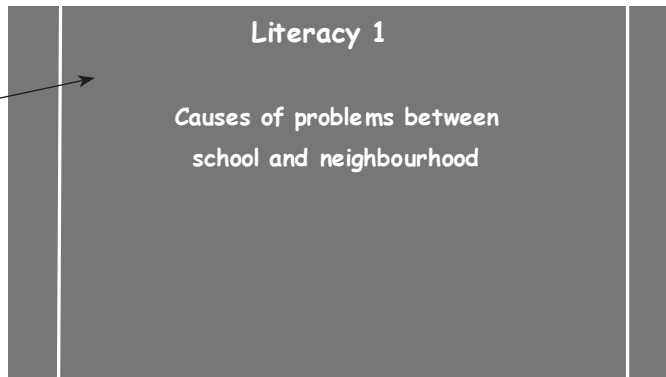 Literacy 1
Causes of problems between
school and neighbourhood